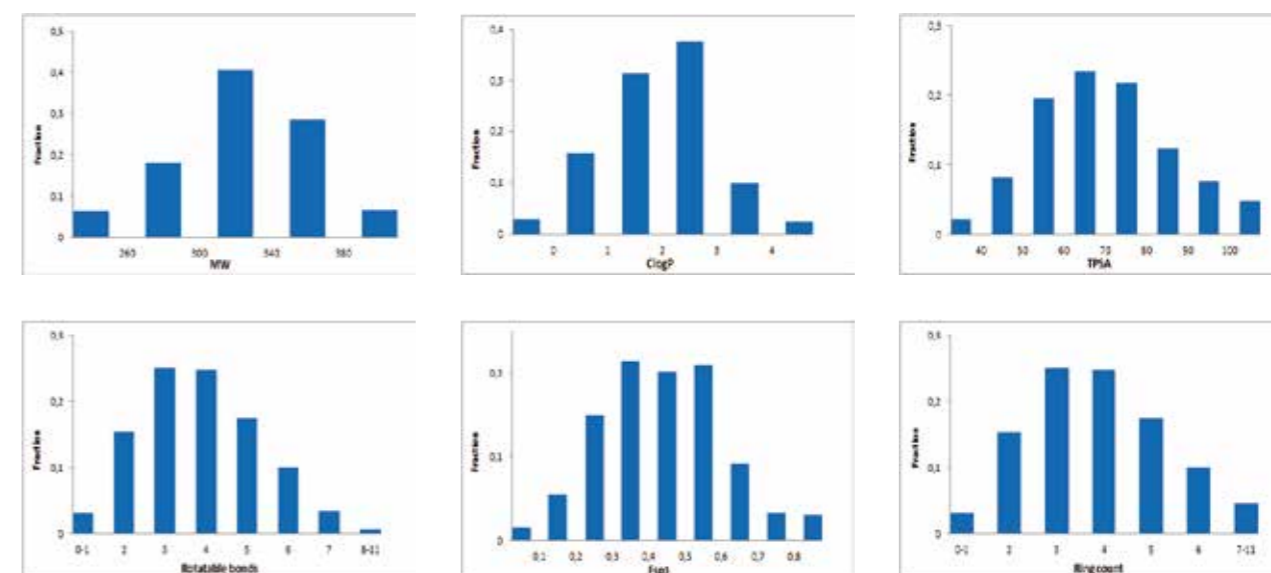 0,5
0,4
0,3
0,2
0,1
0
Fraction
260 300 340 380
MW
0,4
0,3
0,2
0,1
0
Fraction
0 1 2 3 4
ClogP
0,3
0,2
0,1
0
Fraction
40 50 60 70 80 90 100
TPSA
0,3
0,2
0,1
0
Fraction
0-1 2 3 4 5 6 7 8-11
Rotatable bonds
0,2
0,1
0
Fraction
0,1 0,2 0,3 0,4 0,5 0,6 0,7 0,8
Fsp3
0,3
0,2
0,1
0
Fraction
0-1 2 3 4 5 6 7-11
Ring count